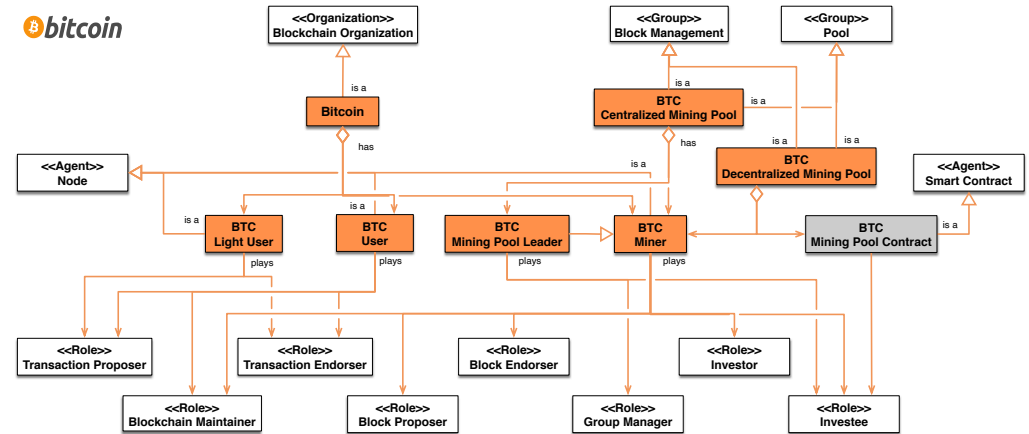 bitcoin
<<Organization>>
Blockchain Organization
<<Group>>
Block Management
<<Group>>
Pool
is a
is a
Bitcoin
BTC
Centralized Mining Pool
is a
has
has
is a
is a
is a
<<Agent>>
Node
BTC
Decentralized Mining Pool
<<Agent>>
Smart Contract
is a
is a
BTC
Light User
BTC
User
BTC
Mining Pool Leader
BTC
Miner
BTC
Mining Pool Contract
is a
plays
plays
plays
plays
<<Role>>
Transaction Proposer
<<Role>>
Transaction Endorser
<<Role>>
Block Endorser
<<Role>>
Investor
<<Role>>
Blockchain Maintainer
<<Role>>
Block Proposer
<<Role>>
Group Manager
<<Role>>
Investee